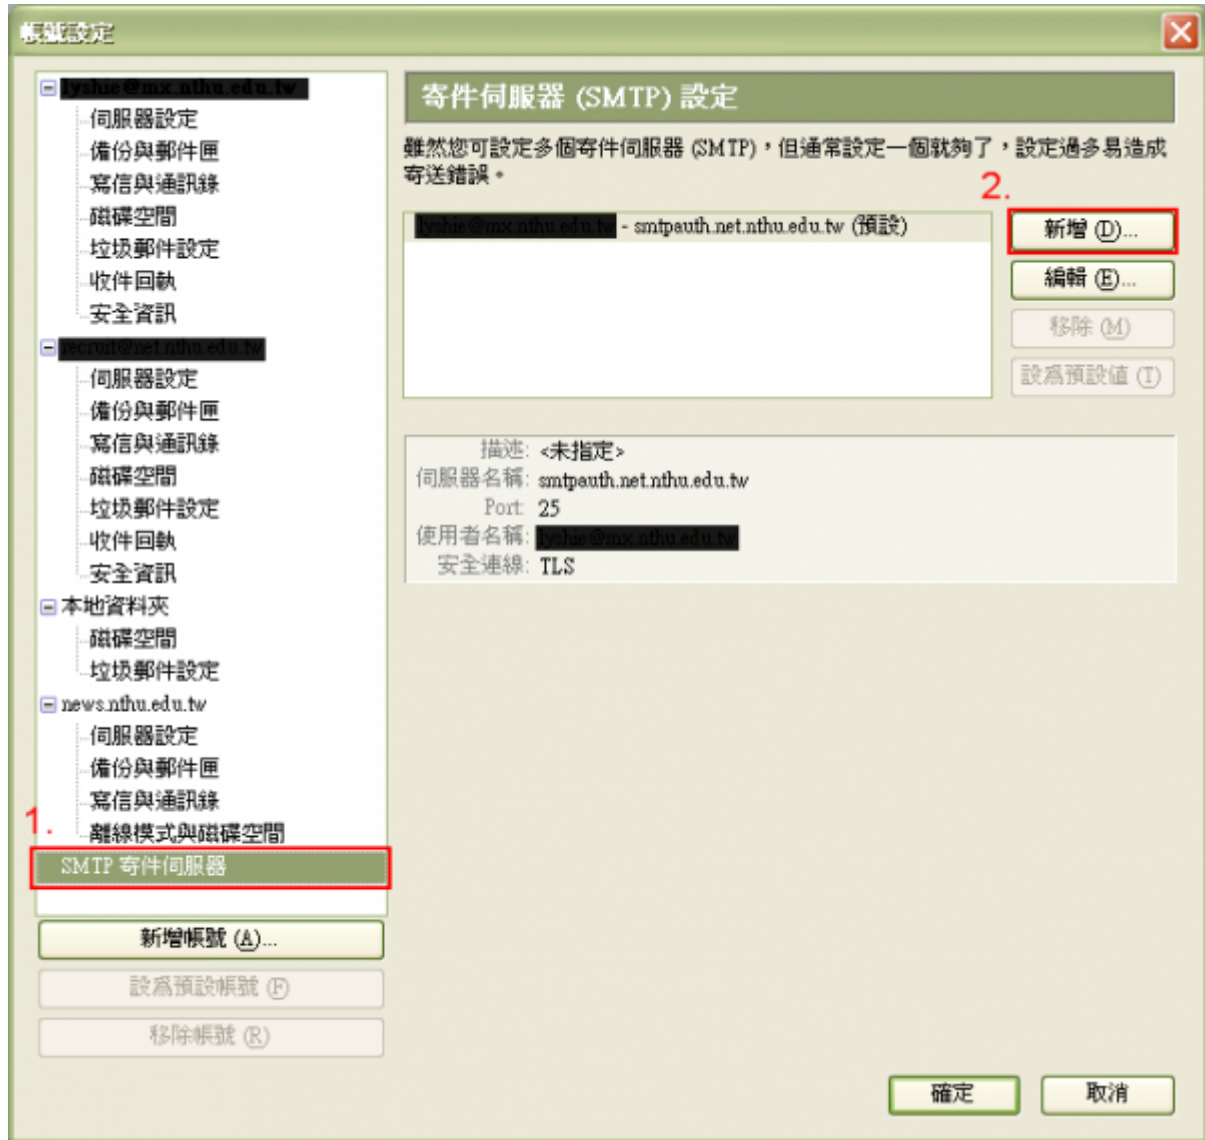 帳號設定
伺服器設定
備份與郵件匣
寫信與通訊錄
磁碟空間
垃圾郵件設定
收件回執
安全資訊
伺服器設定
備份與郵件匣
寫信與通訊錄
磁碟空間
垃圾郵件設定
收件回執
安全資訊
本地資料夾
磁碟空間
垃圾郵件設定
news.nthu.edu.tw
伺服器設定
備份與郵件匣
寫信與通訊錄
離線模式與磁碟空間
1.
SMTP 寄件伺服器
新增帳號 (A)...
設為預設帳號 (F)
移除帳號 (R)
寄件伺服器 (SMTP) 設定
雖然您可設定多個寄件伺服器 (SMTP)，但通常設定一個就夠了，設定過多易造成
寄送錯誤。
2.
- smtpauth.net.nthu.edu.tw (預設)
新增 (D)...
編輯 (E)...
移除 (M)
設為預設值 (T)
描述: <未指定>
伺服器名稱: smtpauth.net.nthu.edu.tw
Port: 25
使用者名稱:
安全連線: TLS
確定
取消